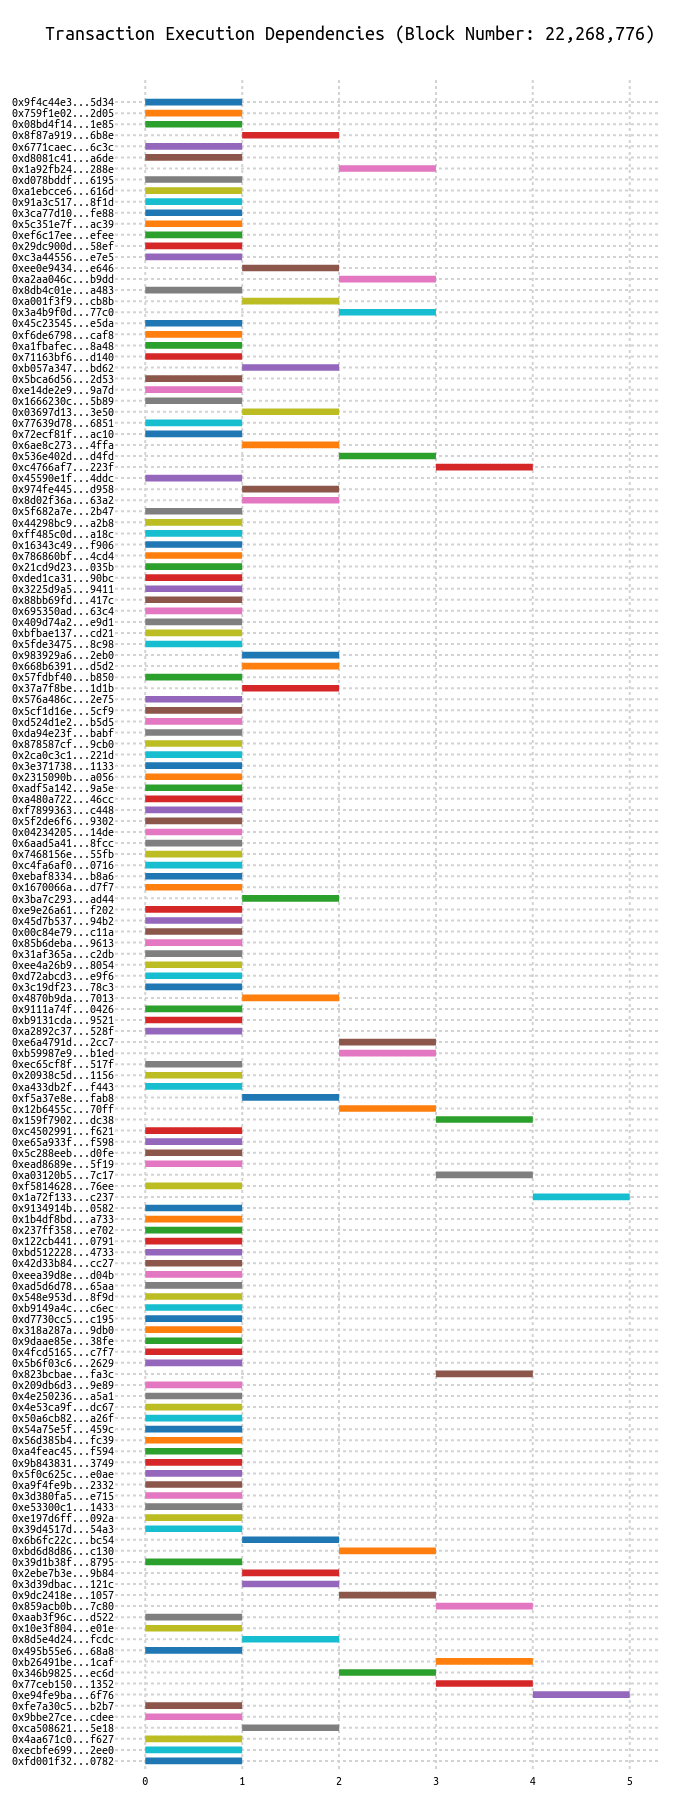 Transaction Execution Dependencies (Block Number: 22,268,776)
0x9f4c44e3...5d34
0x759f1e02...2d05
0x08bd4f14...1e85
0x8f87a919...6b8e
0x6771caec...6c3c
0xd8081c41...a6de
0x1a92fb24...288e
0xd078bddf...6195
0xa1ebcce6...616d
0x91a3c517...8f1d
0x3ca77d10...fe88
0x5c351e7f...ac39
0xef6c17ee...efee
0x29dc900d...58ef
0xc3a44556...e7e5
0xee0e9434...e646
0xa2aa046c...b9dd
0x8db4c01e...a483
0xa001f3f9...cb8b
0x3a4b9f0d...77c0
0x45c23545...e5da
0xf6de6798...caf8
0xa1fbafec...8a48
0x71163bf6...d140
0xb057a347...bd62
0x5bca6d56...2d53
0xe14de2e9...9a7d
0x1666230c...5b89
0x03697d13...3e50
0x77639d78...6851
0x72ecf81f...ac10
0x6ae8c273...4ffa
0x536e402d...d4fd
0xc4766af7...223f
0x45590e1f...4ddc
0x974fe445...d958
0x8d02f36a...63a2
0x5f682a7e...2b47
0x44298bc9...a2b8
0xff485c0d...a18c
0x16343c49...f906
0x786860bf...4cd4
0x21cd9d23...035b
0xded1ca31...90bc
0x3225d9a5...9411
0x88bb69fd...417c
0x695350ad...63c4
0x409d74a2...e9d1
0xbfbae137...cd21
0x5fde3475...8c98
0x983929a6...2eb0
0x668b6391...d5d2
0x57fdbf40...b850
0x37a7f8be...1d1b
0x576a486c...2e75
0x5cf1d16e...5cf9
0xd524d1e2...b5d5
0xda94e23f...babf
0x878587cf...9cb0
0x2ca0c3c1...221d
0x3e371738...1133
0x2315090b...a056
0xadf5a142...9a5e
0xa480a722...46cc
0xf7899363...c448
0x5f2de6f6...9302
0x04234205...14de
0x6aad5a41...8fcc
0x7468156e...55fb
0xc4fa6af0...0716
0xebaf8334...b8a6
0x1670066a...d7f7
0x3ba7c293...ad44
0xe9e26a61...f202
0x45d7b537...94b2
0x00c84e79...c11a
0x85b6deba...9613
0x31af365a...c2db
0xee4a26b9...8054
0xd72abcd3...e9f6
0x3c19df23...78c3
0x4870b9da...7013
0x9111a74f...0426
0xb9131cda...9521
0xa2892c37...528f
0xe6a4791d...2cc7
0xb59987e9...b1ed
0xec65cf8f...517f
0x20938c5d...1156
0xa433db2f...f443
0xf5a37e8e...fab8
0x12b6455c...70ff
0x159f7902...dc38
0xc4502991...f621
0xe65a933f...f598
0x5c288eeb...d0fe
0xead8689e...5f19
0xa03120b5...7c17
0xf5814628...76ee
0x1a72f133...c237
0x9134914b...0582
0x1b4df8bd...a733
0x237ff358...e702
0x122cb441...0791
0xbd512228...4733
0x42d33b84...cc27
0xeea39d8e...d04b
0xad5d6d78...65aa
0x548e953d...8f9d
0xb9149a4c...c6ec
0xd7730cc5...c195
0x318a287a...9db0
0x9daae85e...38fe
0x4fcd5165...c7f7
0x5b6f03c6...2629
0x823bcbae...fa3c
0x209db6d3...9e89
0x4e250236...a5a1
0x4e53ca9f...dc67
0x50a6cb82...a26f
0x54a75e5f...459c
0x56d385b4...fc39
0xa4feac45...f594
0x9b843831...3749
0x5f0c625c...e0ae
0xa9f4fe9b...2332
0x3d380fa5...e715
0xe53300c1...1433
0xe197d6ff...092a
0x39d4517d...54a3
0x6b6fc22c...bc54
0xbd6d8d86...c130
0x39d1b38f...8795
0x2ebe7b3e...9b84
0x3d39dbac...121c
0x9dc2418e...1057
0x859acb0b...7c80
0xaab3f96c...d522
0x10e3f804...e01e
0x8d5e4d24...fcdc
0x495b55e6...68a8
0xb26491be...1caf
0x346b9825...ec6d
0x77ceb150...1352
0xe94fe9ba...6f76
0xfe7a30c5...b2b7
0x9bbe27ce...cdee
0xca508621...5e18
0x4aa671c0...f627
0xecbfe699...2ee0
0xfd001f32...0782
0 1 2 3 4 5